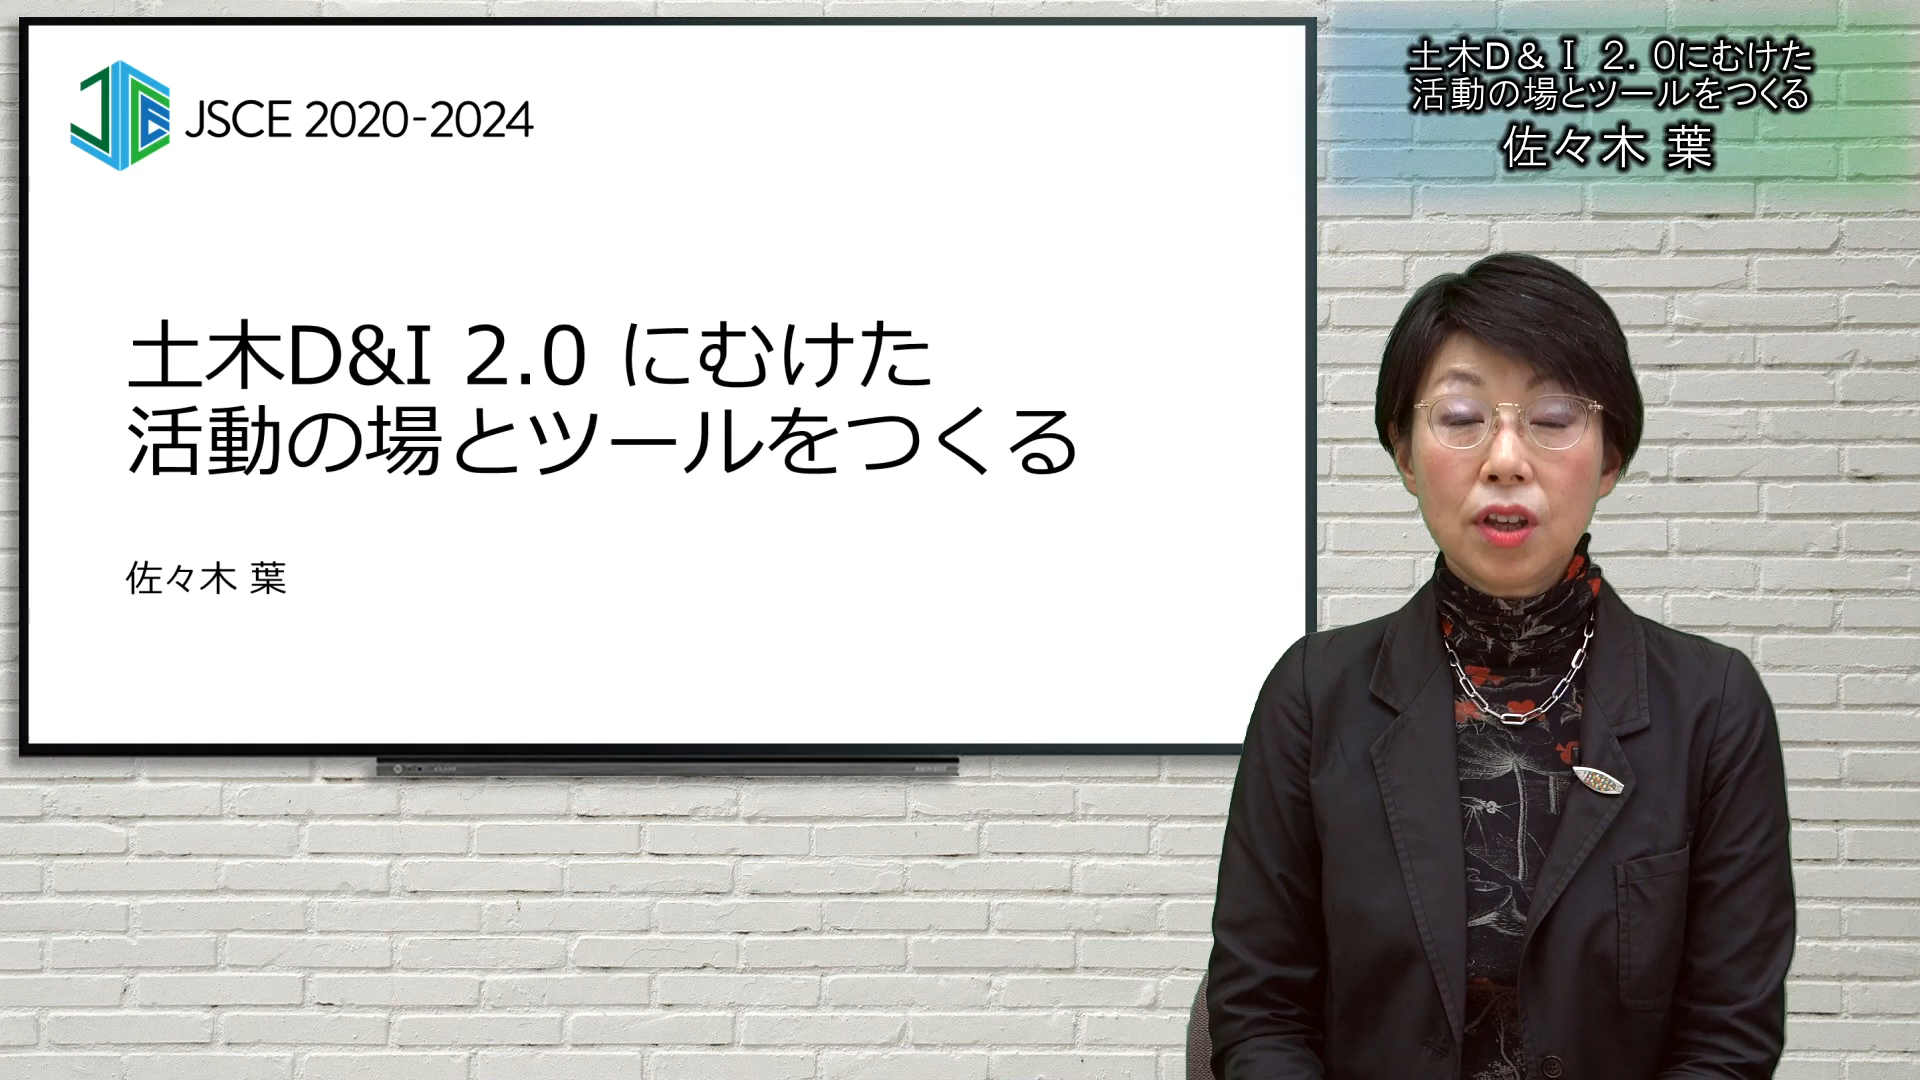 JSCE 2020-2024
土木D&I 2.0 にむけた
活動の場とツールをつくる
佐々木 葉
土木D&I 2.0にむけた
活動の場とツールをつくる
佐々木 葉